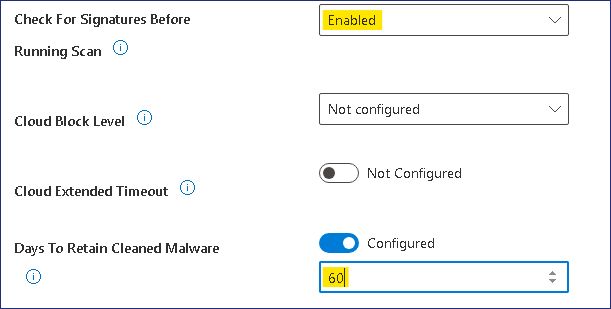 Check For Signatures Before
Running Scan
Enabled
Cloud Block Level
Not configured
Cloud Extended Timeout
Not Configured
Days To Retain Cleaned Malware
Configured
60